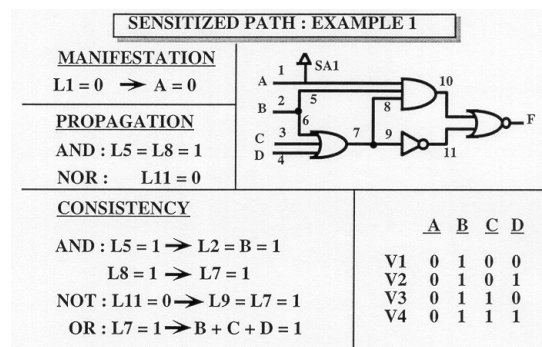 SENSITIZED PATH : EXAMPLE 1
MANIFESTATION
L1 = 0 → A = 0
PROPAGATION
AND : L5 = L8 = 1
NOR : L11 = 0
1 SA1
A
10
B 2 5
8
6
F
C 3 7 9
D 4
11
CONSISTENCY
AND : L5 = 1 → L2 = B = 1
L8 = 1 → L7 = 1
NOT : L11 = 0 → L9 = L7 = 1
OR : L7 = 1 → B + C + D = 1
A B C D
V1 0 1 0 0
V2 0 1 0 1
V3 0 1 1 0
V4 0 1 1 1